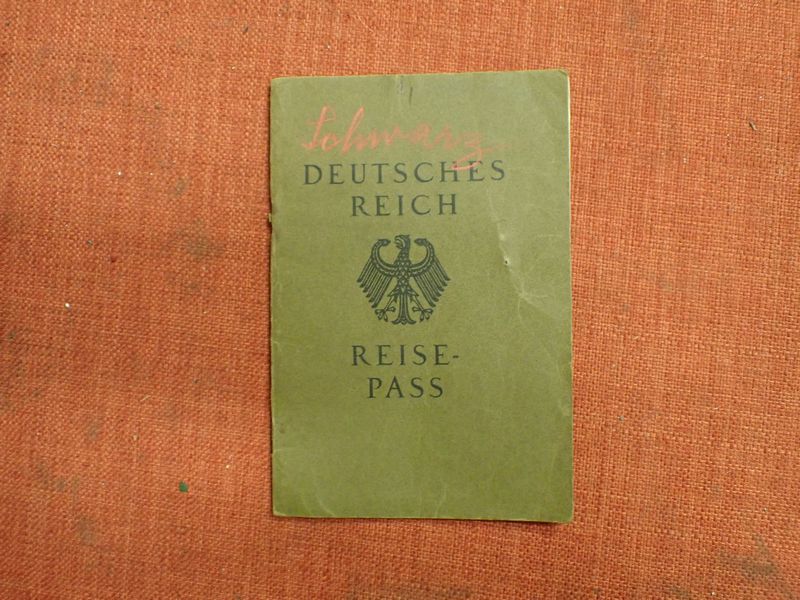 Schwarz
DEUTSCHES
REICH
REISE-
PASS